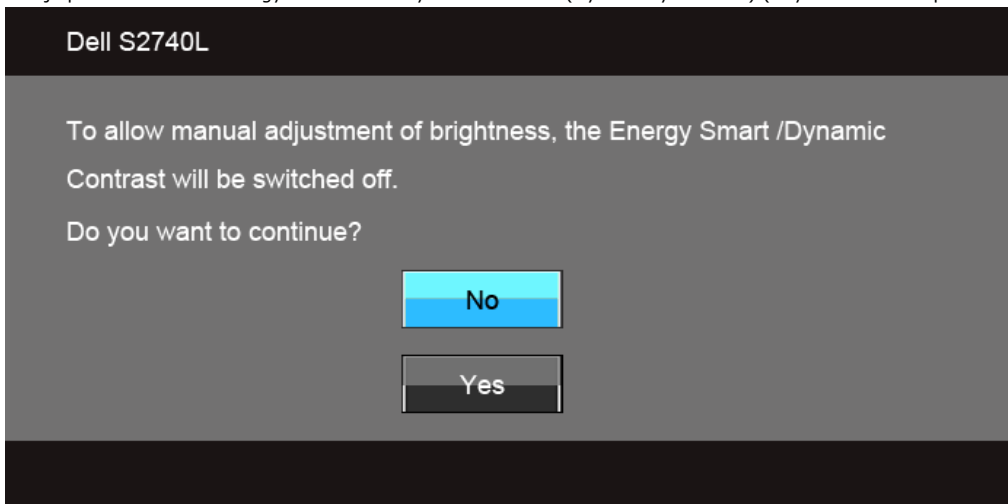 Dell S2740L
To allow manual adjustment of brightness, the Energy Smart /Dynamic
Contrast will be switched off.
Do you want to continue?
No
Yes